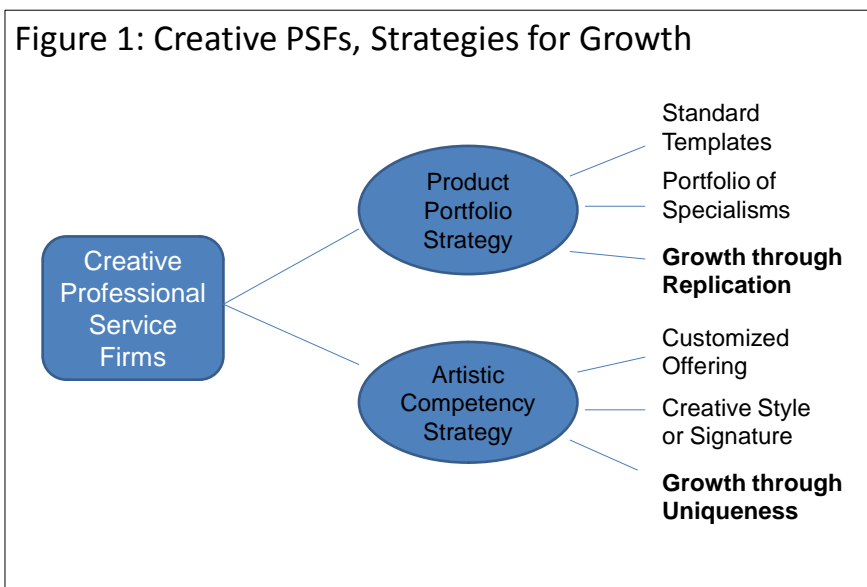 Figure 1: Creative PSFs, Strategies for Growth
Creative
Professional
Service
Firms
Product
Portfolio
Strategy
Standard
Templates
Portfolio of
Specialisms
Growth through
Replication
Artistic
Competency
Strategy
Customized
Offering
Creative Style
or Signature
Growth through
Uniqueness